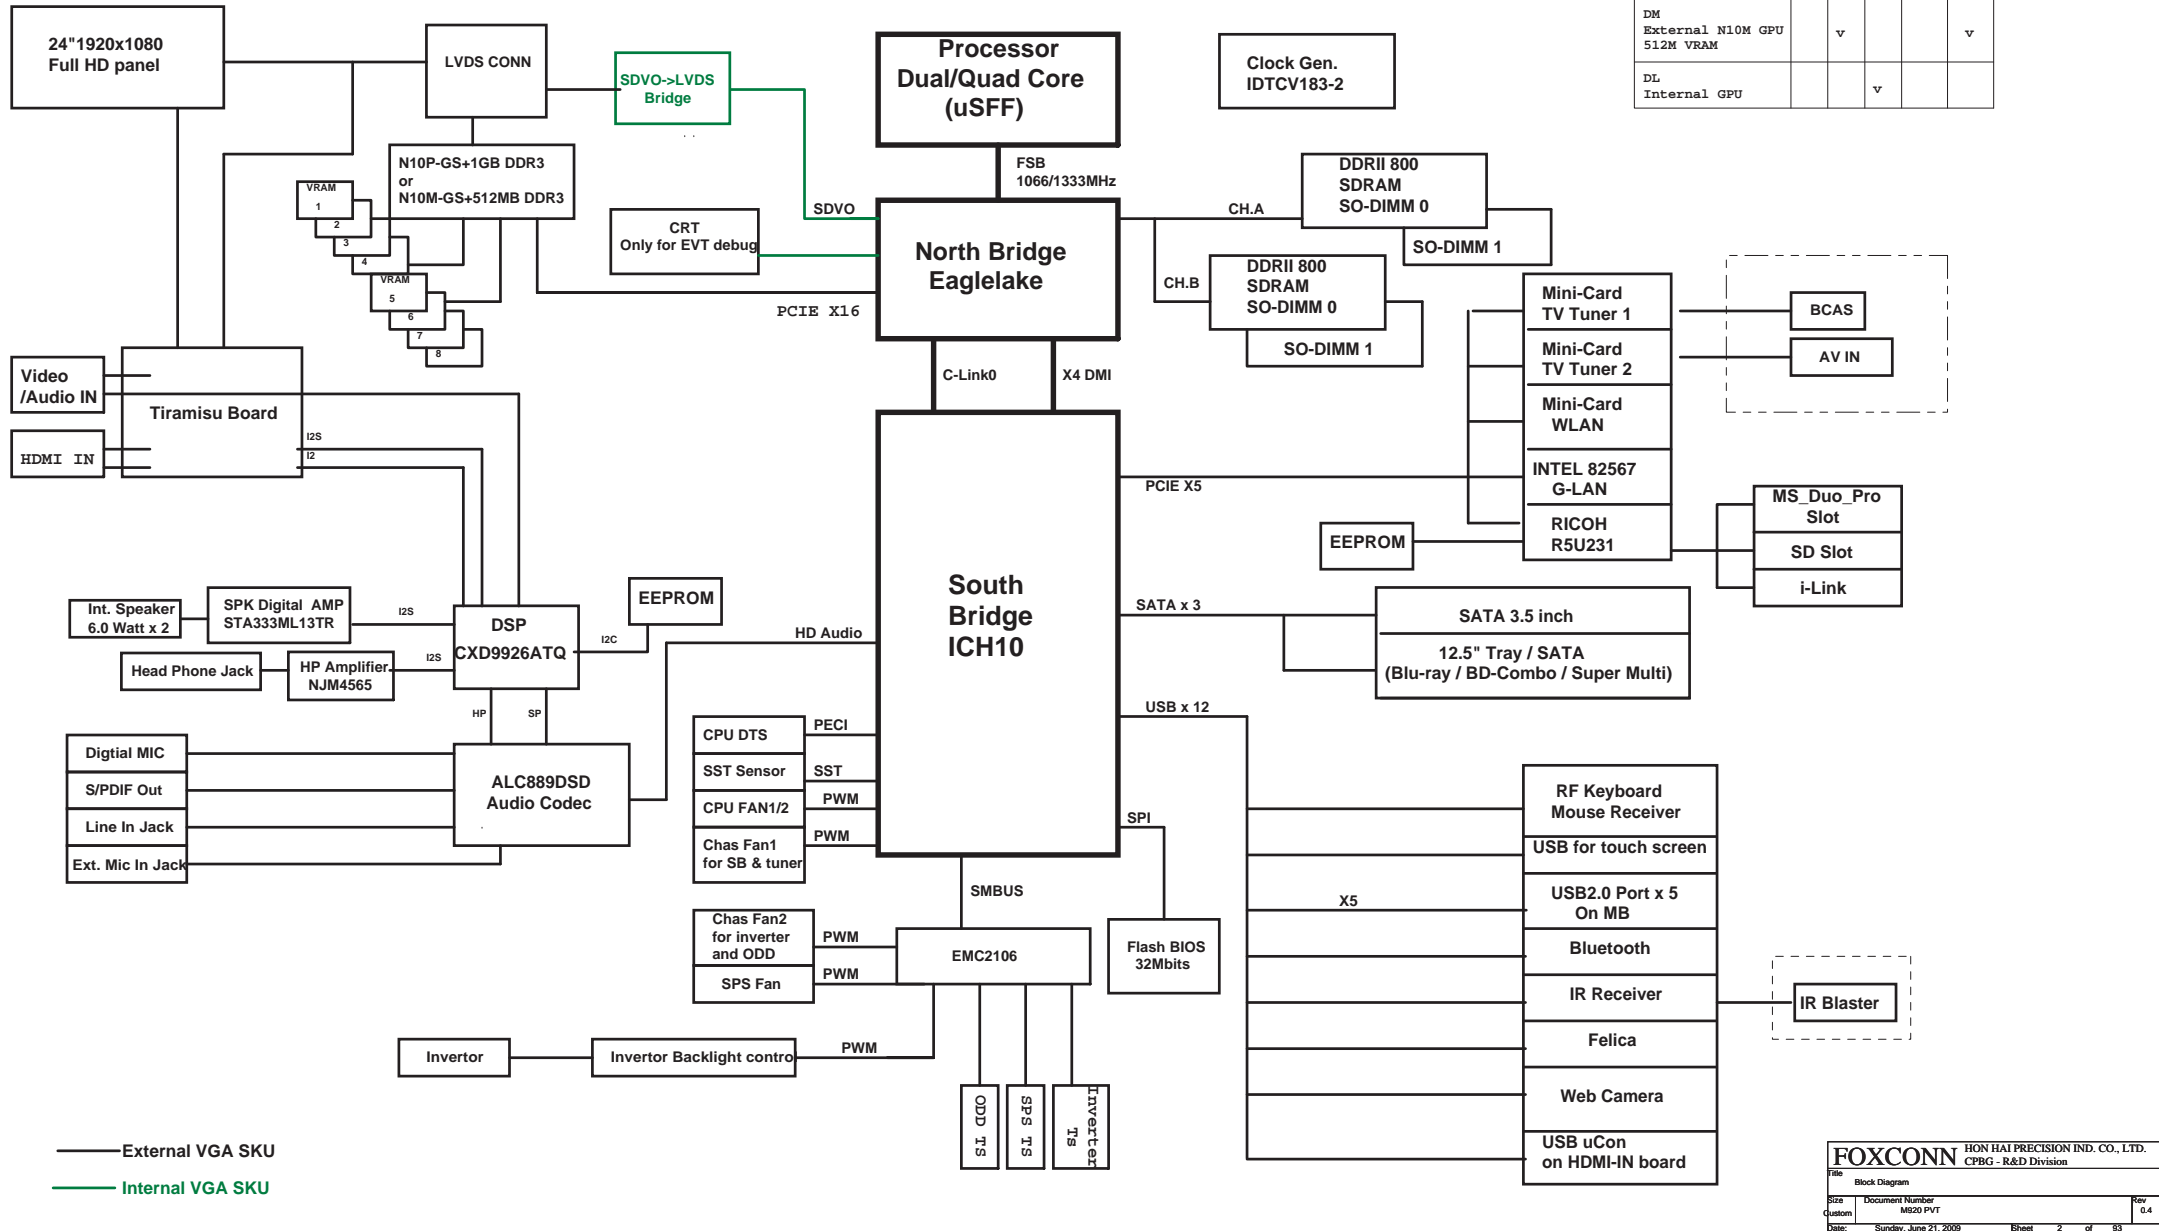 24"1920x1080
Full HD panel
LVDS CONN
SDVO->LVDS
Bridge
Processor
Dual/Quad Core
(uSFF)
Clock Gen.
IDTCV183-2
DM
External N10M GPU
512M VRAM
v
v
DL
Internal GPU
v
N10P-GS+1GB DDR3
or
N10M-GS+512MB DDR3
VRAM
1
2
3
4
VRAM
5
6
7
8
CRT
Only for EVT debug
SDVO
PCIE X16
FSB
1066/1333MHz
North Bridge
Eaglelake
CH.A
CH.B
DDRII 800
SDRAM
SO-DIMM 0
SO-DIMM 1
DDRII 800
SDRAM
SO-DIMM 0
SO-DIMM 1
C-Link0
X4 DMI
Mini-Card
TV Tuner 1
Mini-Card
TV Tuner 2
Mini-Card
WLAN
INTEL 82567
G-LAN
RICOH
R5U231
BCAS
AV IN
Video
/Audio IN
HDMI IN
Tiramisu Board
I2S
I2
PCIE X5
EEPROM
MS_Duo_Pro
Slot
SD Slot
i-Link
South
Bridge
ICH10
SATA x 3
SATA 3.5 inch
12.5" Tray / SATA
(Blu-ray / BD-Combo / Super Multi)
Int. Speaker
6.0 Watt x 2
SPK Digital AMP
STA333ML13TR
I2S
DSP
CXD9926ATQ
EEPROM
I2C
HD Audio
Head Phone Jack
HP Amplifier
NJM4565
I2S
HP
SP
Digtial MIC
S/PDIF Out
Line In Jack
Ext. Mic In Jack
ALC889DSD
Audio Codec
CPU DTS
PECI
SST Sensor
SST
CPU FAN1/2
PWM
Chas Fan1
for SB & tuner
PWM
USB x 12
SPI
SMBUS
Flash BIOS
32Mbits
Chas Fan2
for inverter
and ODD
PWM
SPS Fan
PWM
EMC2106
Invertor
Invertor Backlight contro
PWM
ODD TS
SPS TS
Inverter
Ts
X5
RF Keyboard
Mouse Receiver
USB for touch screen
USB2.0 Port x 5
On MB
Bluetooth
IR Receiver
Felica
Web Camera
USB uCon
on HDMI-IN board
IR Blaster
External VGA SKU
Internal VGA SKU
FOXCONN
HON HAI PRECISION IND. CO., LTD.
CPBG - R&D Division
Title
Block Diagram
Size
Custom
Document Number
M920 PVT
Rev
0.4
Date:
Sunday, June 21, 2009
Sheet
2
of
93